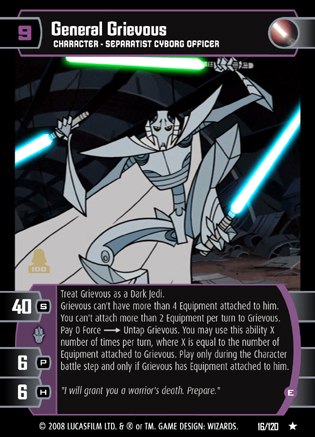 9
General Grievous
CHARACTER - SEPARATIST CYBORG OFFICER
100
40 S
6 P
6 H
Treat Grievous as a Dark Jedi.
Grievous can't have more than 4 Equipment attached to him.
You can't attach more than 2 Equipment per turn to Grievous.
Pay 0 Force → Untap Grievous. You may use this ability X
number of times per turn, where X is equal to the number of
Equipment attached to Grievous. Play only during the Character
battle step and only if Grievous has Equipment attached to him.
"I will grant you a warrior's death. Prepare."
E
© 2008 LUCASFILM LTD. & ® or TM. GAME DESIGN: WIZARDS. 16/120 ★